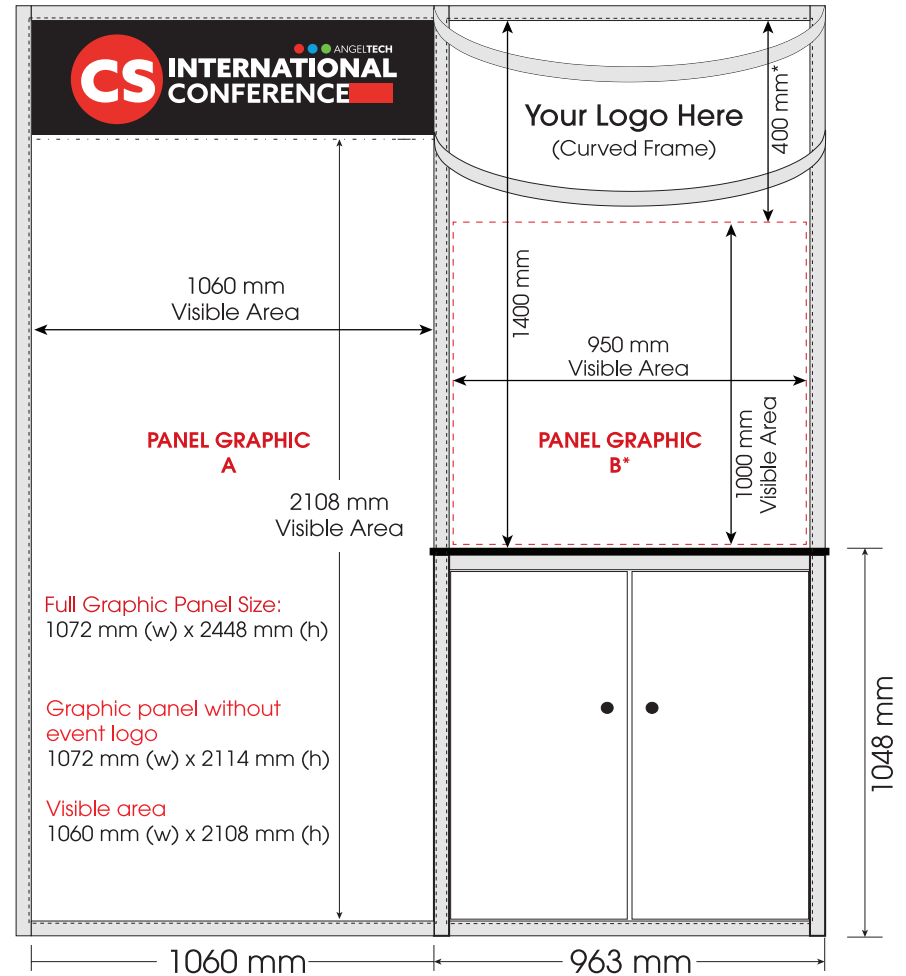 ANGELTECH
CS INTERNATIONAL
CONFERENCE
Your Logo Here
(Curved Frame)
400 mm*
1400 mm
1060 mm
Visible Area
950 mm
Visible Area
1000 mm
Visible Area
PANEL GRAPHIC
A
PANEL GRAPHIC
B*
2108 mm
Visible Area
Full Graphic Panel Size:
1072 mm (w) x 2448 mm (h)
Graphic panel without
event logo
1072 mm (w) x 2114 mm (h)
Visible area
1060 mm (w) x 2108 mm (h)
1048 mm
1060 mm
963 mm